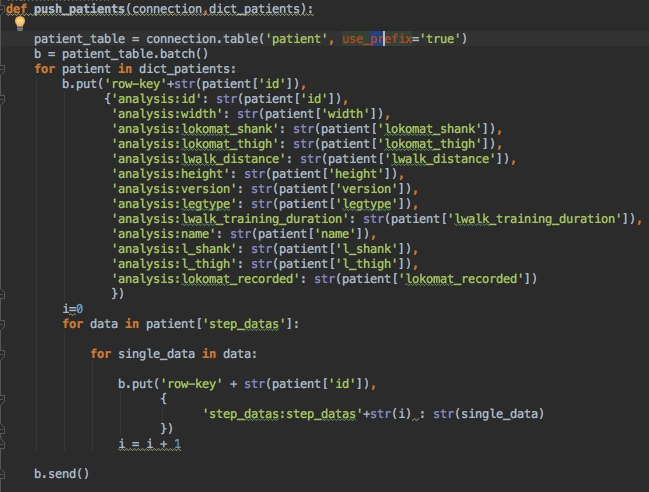 def push_patients(connection,dict_patients):
patient_table = connection.table('patient', use_prefix='true')
b = patient_table.batch()
for patient in dict_patients:
b.put('row-key'+str(patient['id']),
{'analysis:id': str(patient['id']),
'analysis:width': str(patient['width']),
'analysis:lokomat_shank': str(patient['lokomat_shank']),
'analysis:lokomat_thigh': str(patient['lokomat_thigh']),
'analysis:lwalk_distance': str(patient['lwalk_distance']),
'analysis:height': str(patient['height']),
'analysis:version': str(patient['version']),
'analysis:legtype': str(patient['legtype']),
'analysis:lwalk_training_duration': str(patient['lwalk_training_duration']),
'analysis:name': str(patient['name']),
'analysis:l_shank': str(patient['l_shank']),
'analysis:l_thigh': str(patient['l_thigh']),
'analysis:lokomat_recorded': str(patient['lokomat_recorded'])
})
i=0
for data in patient['step_datas']:
for single_data in data:
b.put('row-key' + str(patient['id']),
{
'step_datas:step_datas'+str(i) : str(single_data)
})
i = i + 1
b.send()